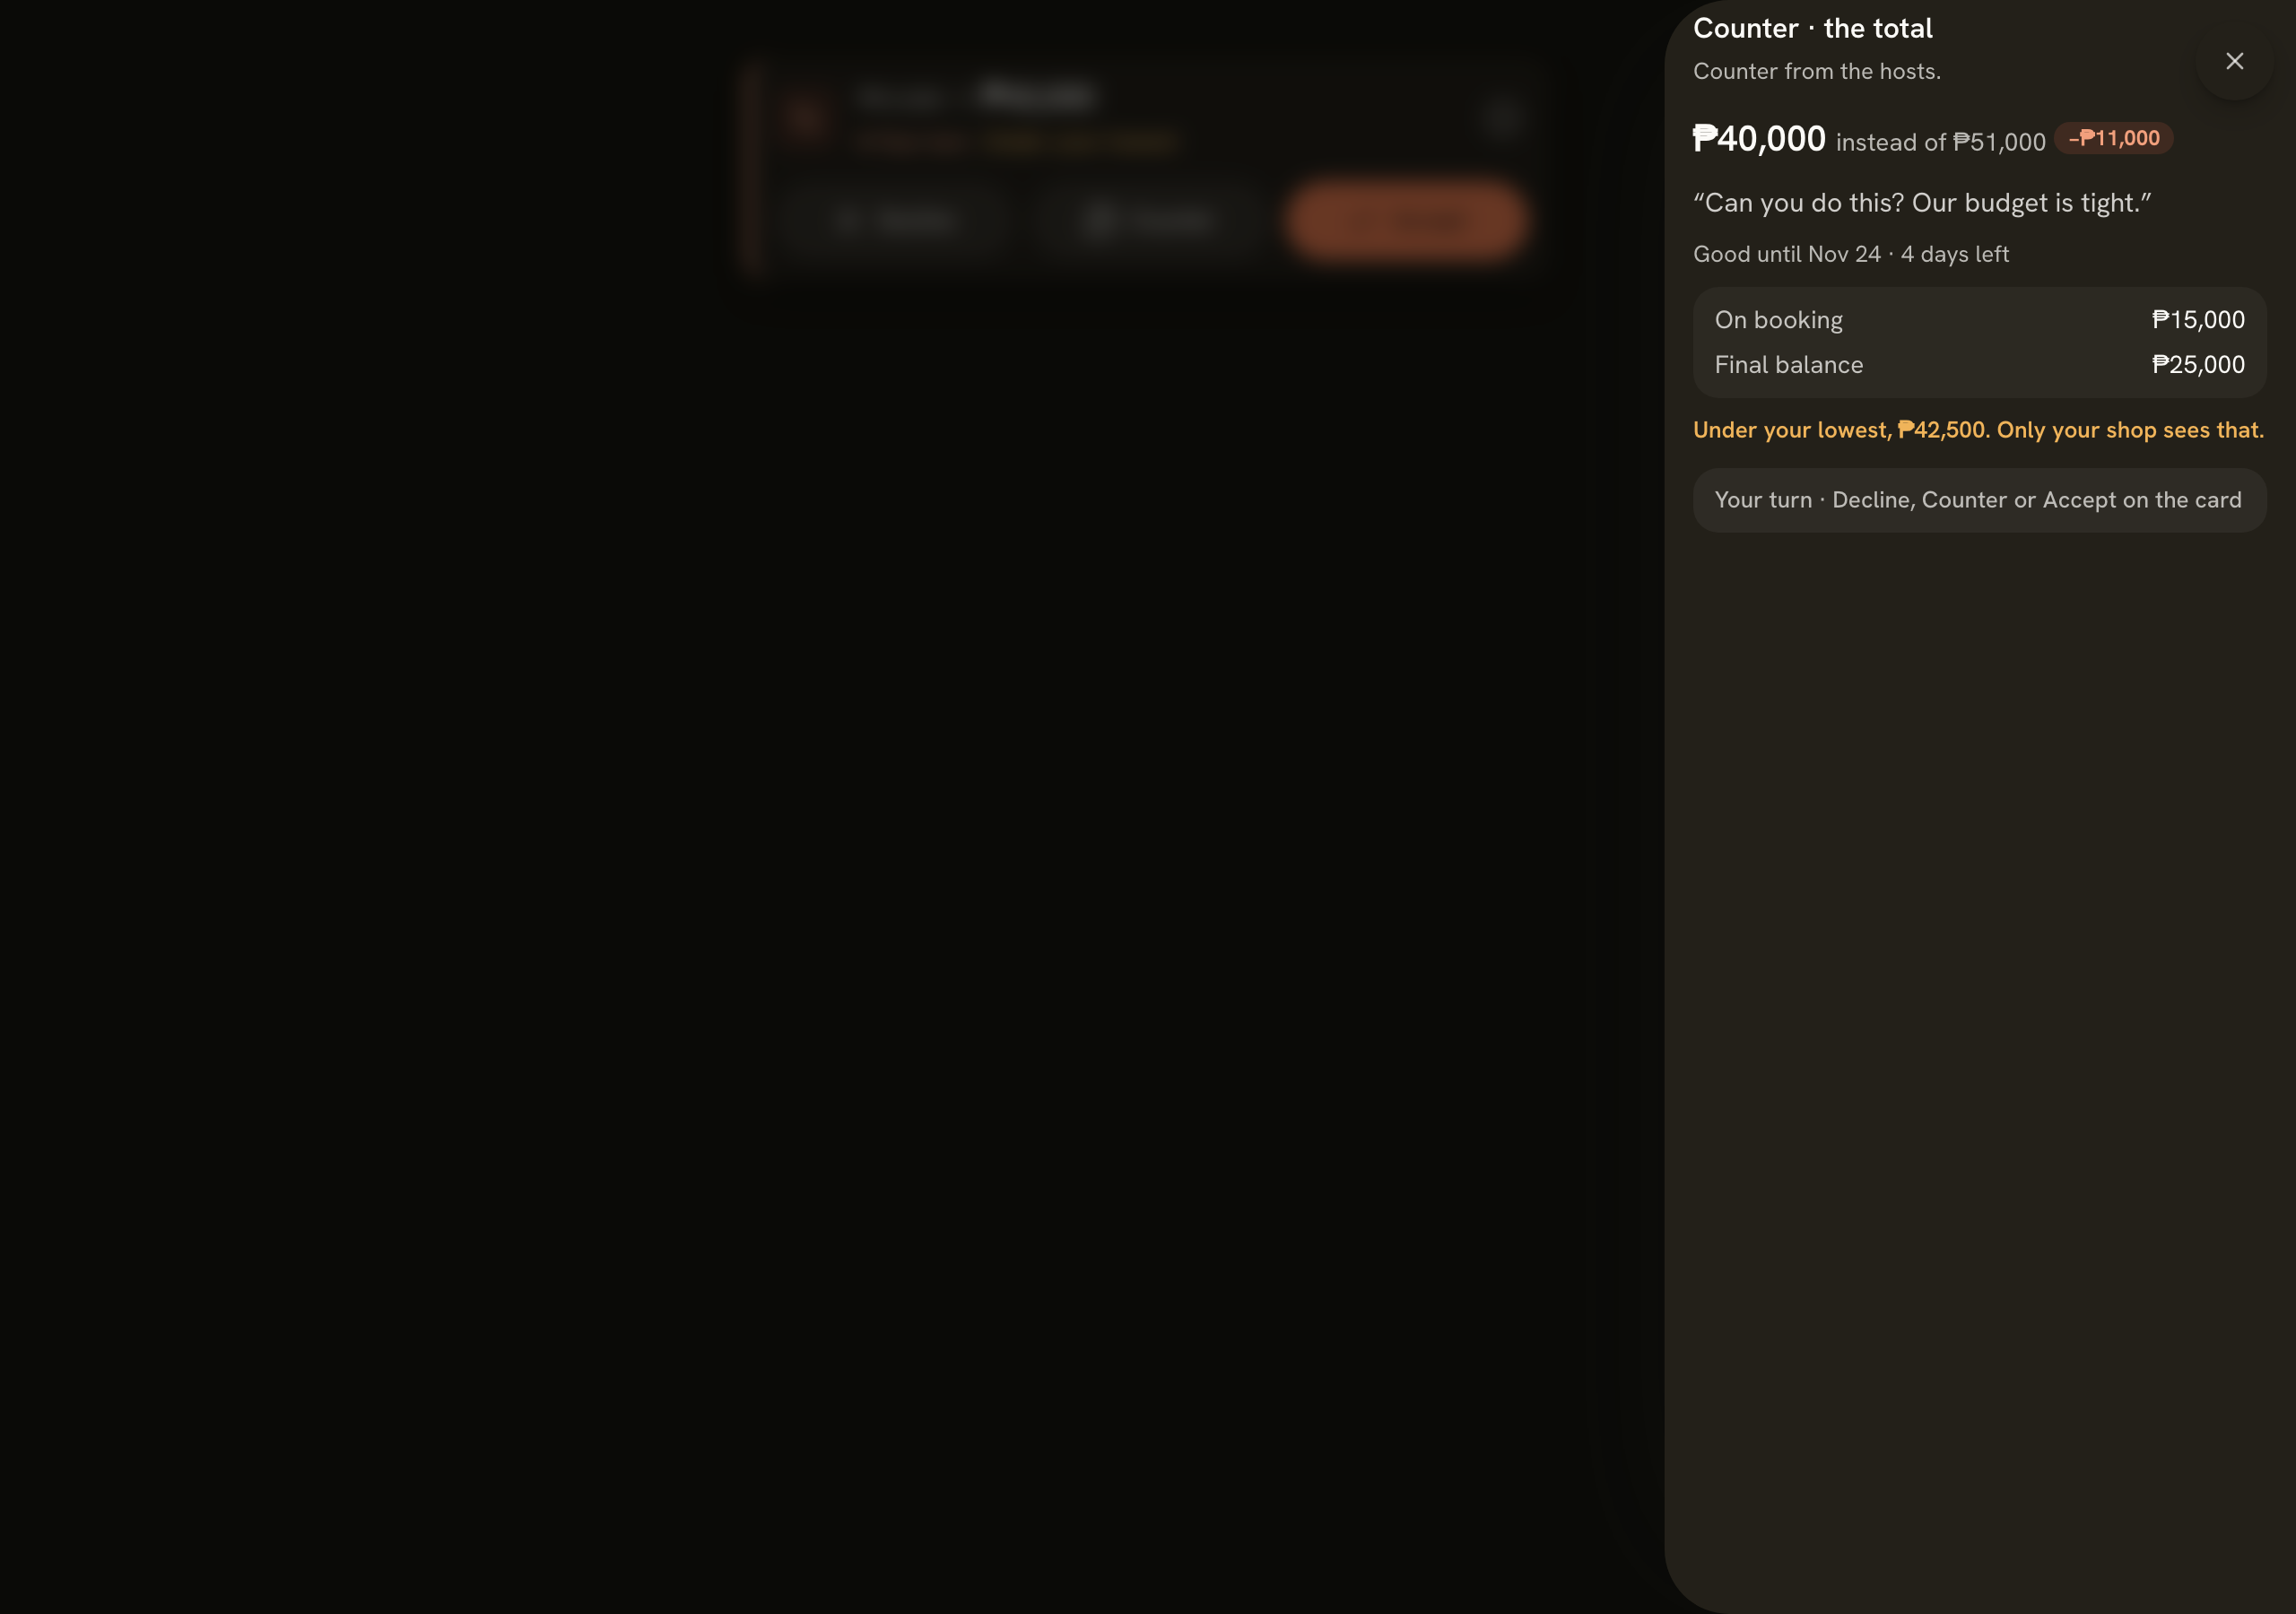 Counter · the total
Counter from the hosts.
₱40,000 instead of ₱51,000 −₱11,000
“Can you do this? Our budget is tight.”
Good until Nov 24 · 4 days left
On booking ₱15,000
Final balance ₱25,000
Under your lowest, ₱42,500. Only your shop sees that.
Your turn · Decline, Counter or Accept on the card